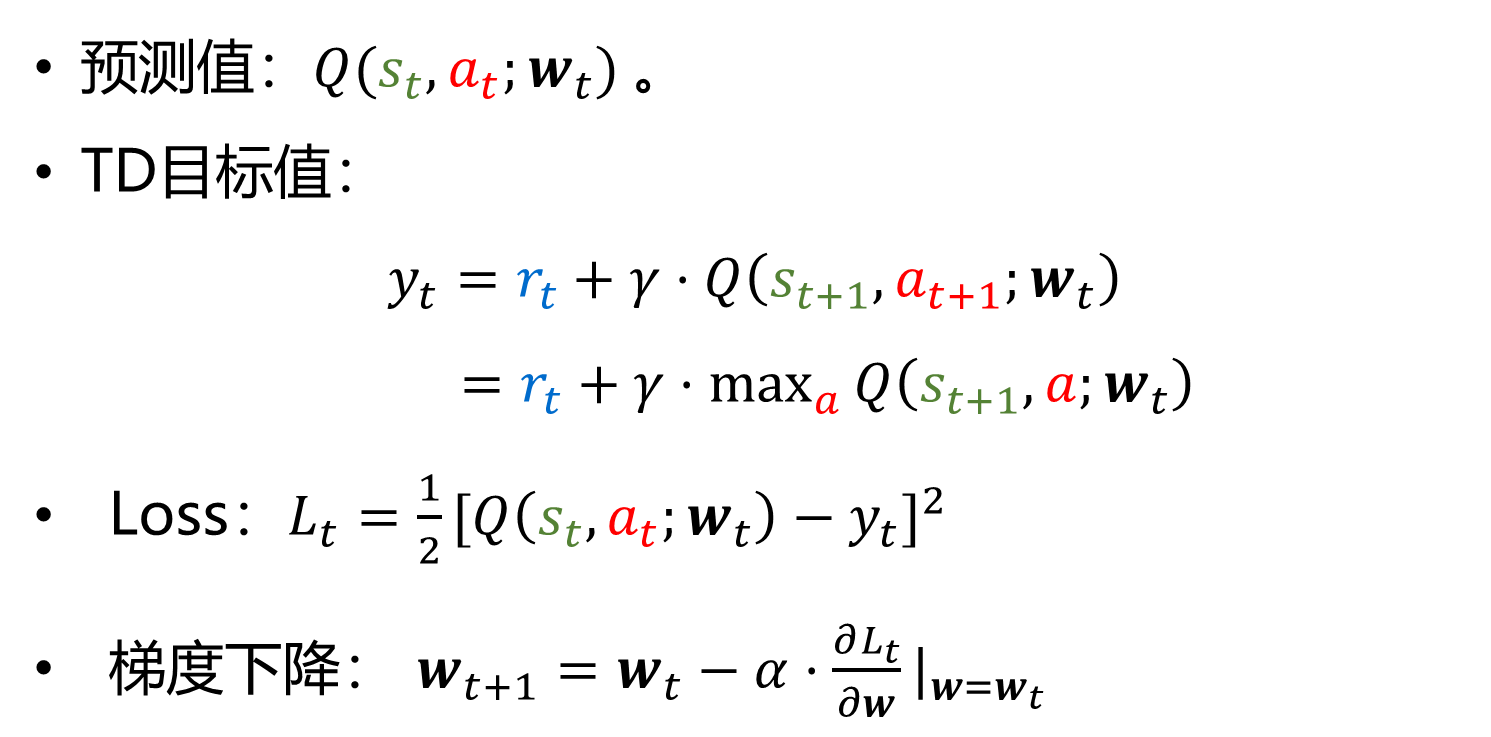 • 预测值：Q(s_t, a_t; w_t)。
• TD目标值：
y_t = r_t + γ · Q(s_{t+1}, a_{t+1}; w_t)
= r_t + γ · max_a Q(s_{t+1}, a; w_t)
• Loss：L_t = 1/2 [Q(s_t, a_t; w_t) − y_t]^2
• 梯度下降： w_{t+1} = w_t − α · ∂L_t/∂w |_{w=w_t}